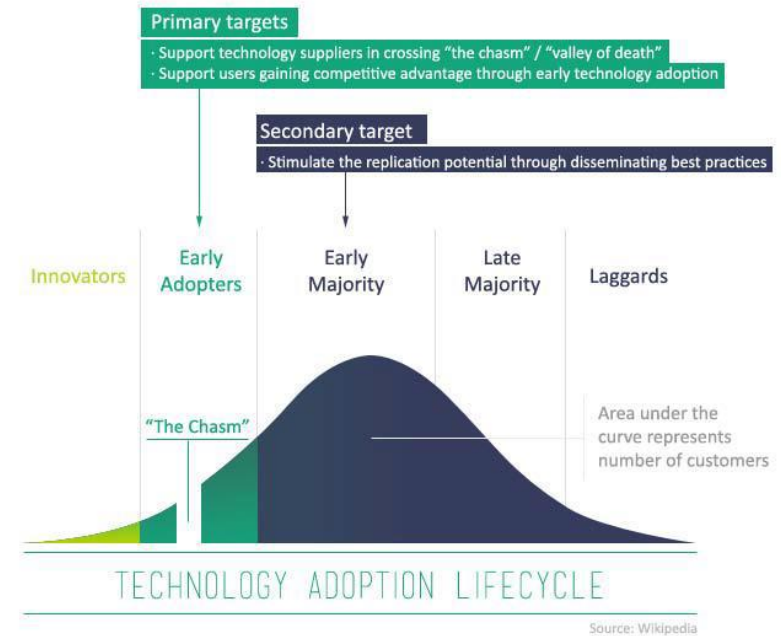 Primary targets
· Support technology suppliers in crossing “the chasm” / “valley of death”
· Support users gaining competitive advantage through early technology adoption
Secondary target
· Stimulate the replication potential through disseminating best practices
Innovators
Early
Adopters
Early
Majority
Late
Majority
Laggards
“The Chasm”
Area under the
curve represents
number of customers
TECHNOLOGY ADOPTION LIFECYCLE
Source: Wikipedia